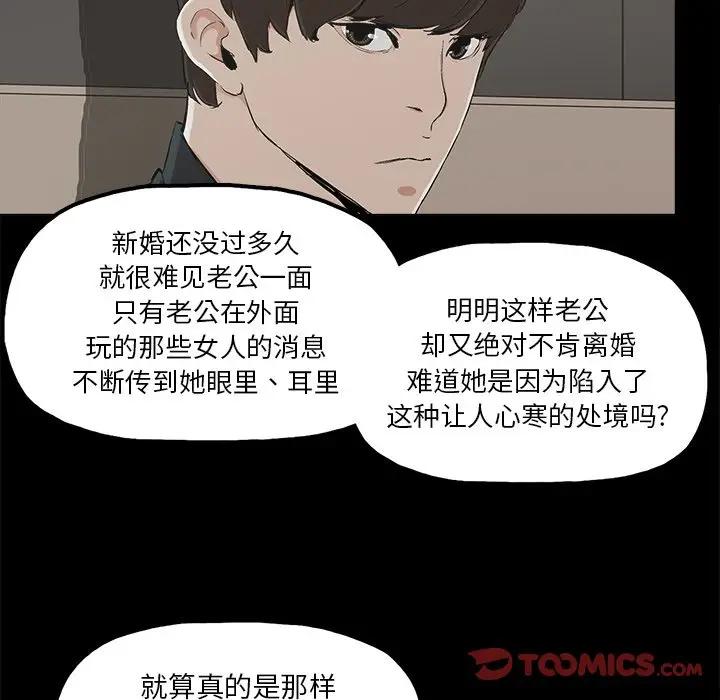 新婚还没过多久
就很难见老公一面
只有老公在外面
玩的那些女人的消息
不断传到她眼里、耳里
明明这样老公
却又绝对不肯离婚
难道她是因为陷入了
这种让人心寒的处境吗?
就算真的是那样
TOOMICS.COM